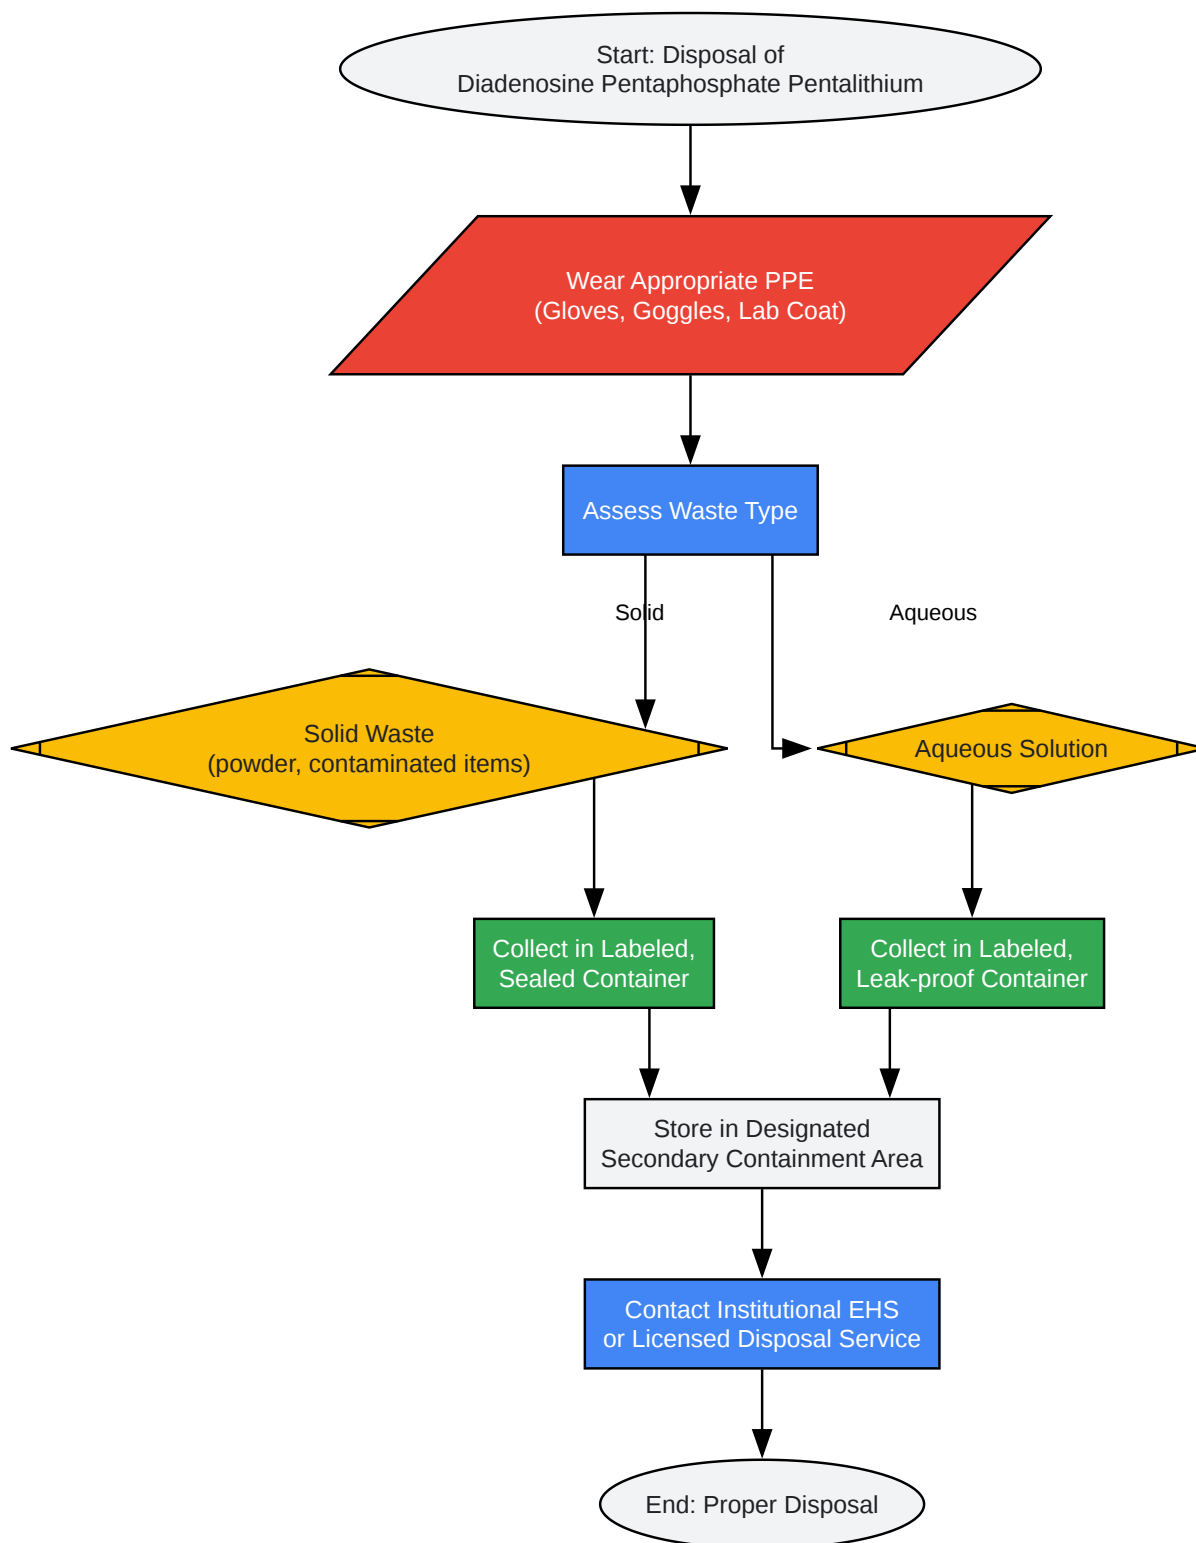 Start: Disposal of
Diadenosine Pentaphosphate Pentalithium
Wear Appropriate PPE
(Gloves, Goggles, Lab Coat)
Assess Waste Type
Solid
Aqueous
Solid Waste
(powder, contaminated items)
Aqueous Solution
Collect in Labeled,
Sealed Container
Collect in Labeled,
Leak-proof Container
Store in Designated
Secondary Containment Area
Contact Institutional EHS
or Licensed Disposal Service
End: Proper Disposal